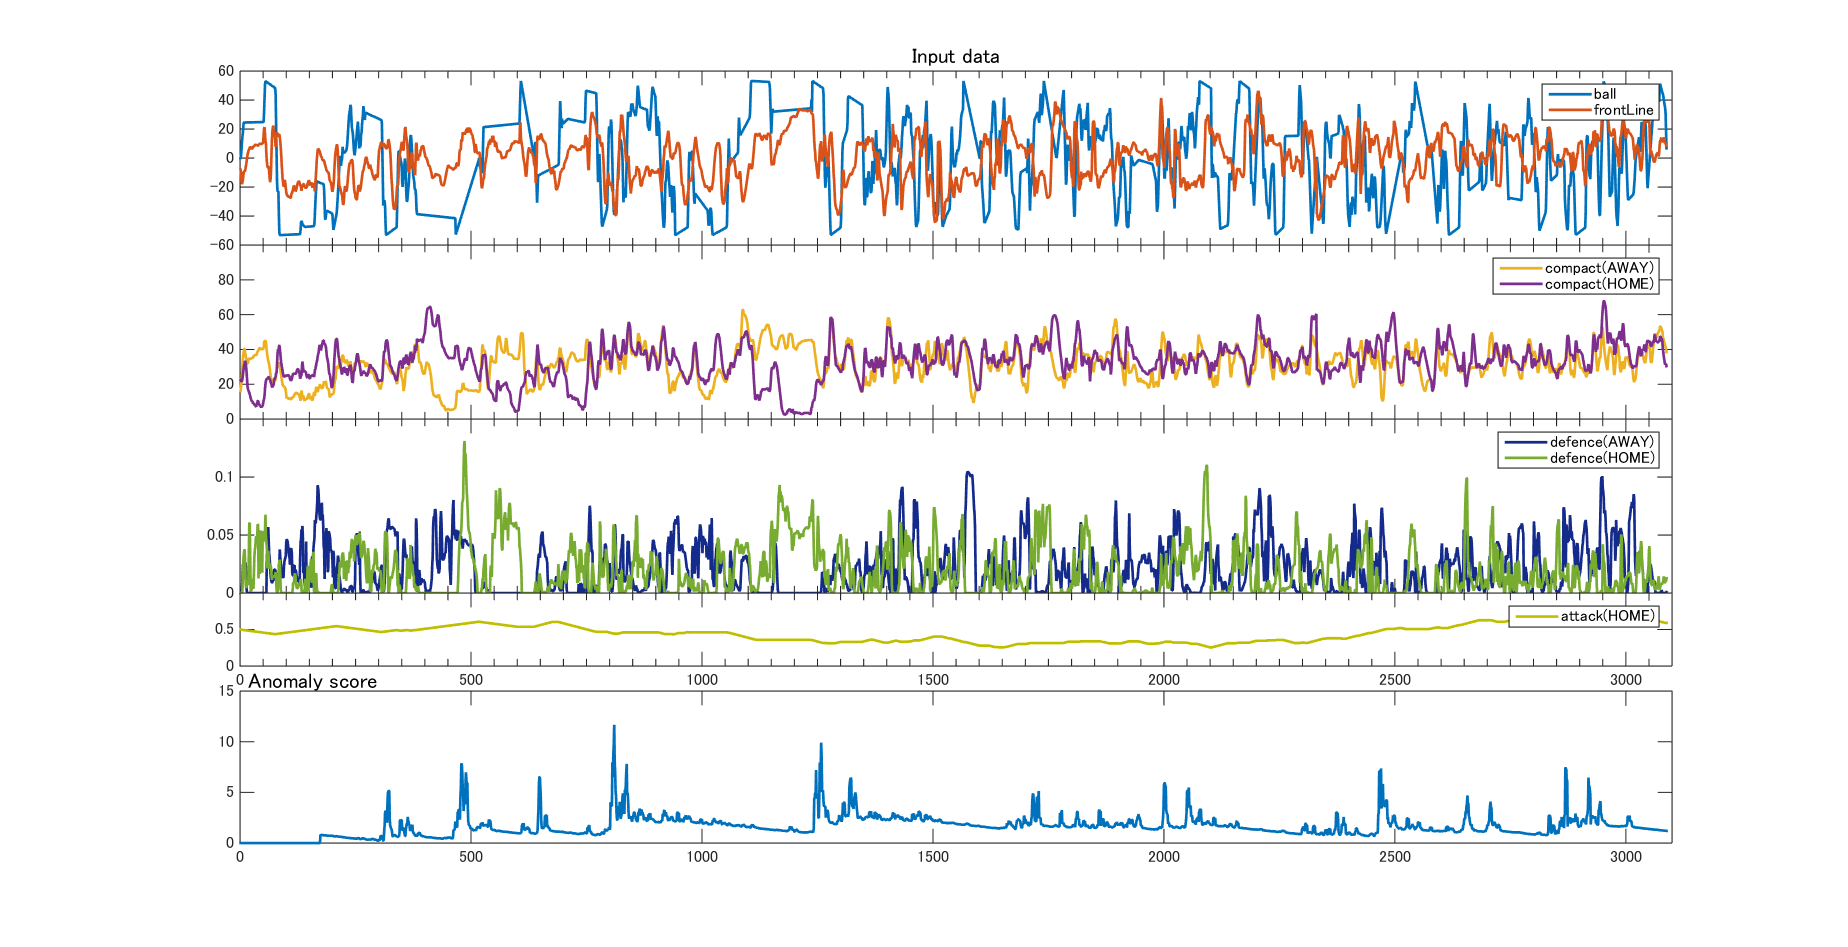 Input data
60
40
20
0
-20
-40
-60
ball
frontLine
80
60
40
20
0
compact(AWAY)
compact(HOME)
0.1
0.05
0
defence(AWAY)
defence(HOME)
0.5
0
attack(HOME)
0 500 1000 1500 2000 2500 3000
Anomaly score
15
10
5
0
0 500 1000 1500 2000 2500 3000